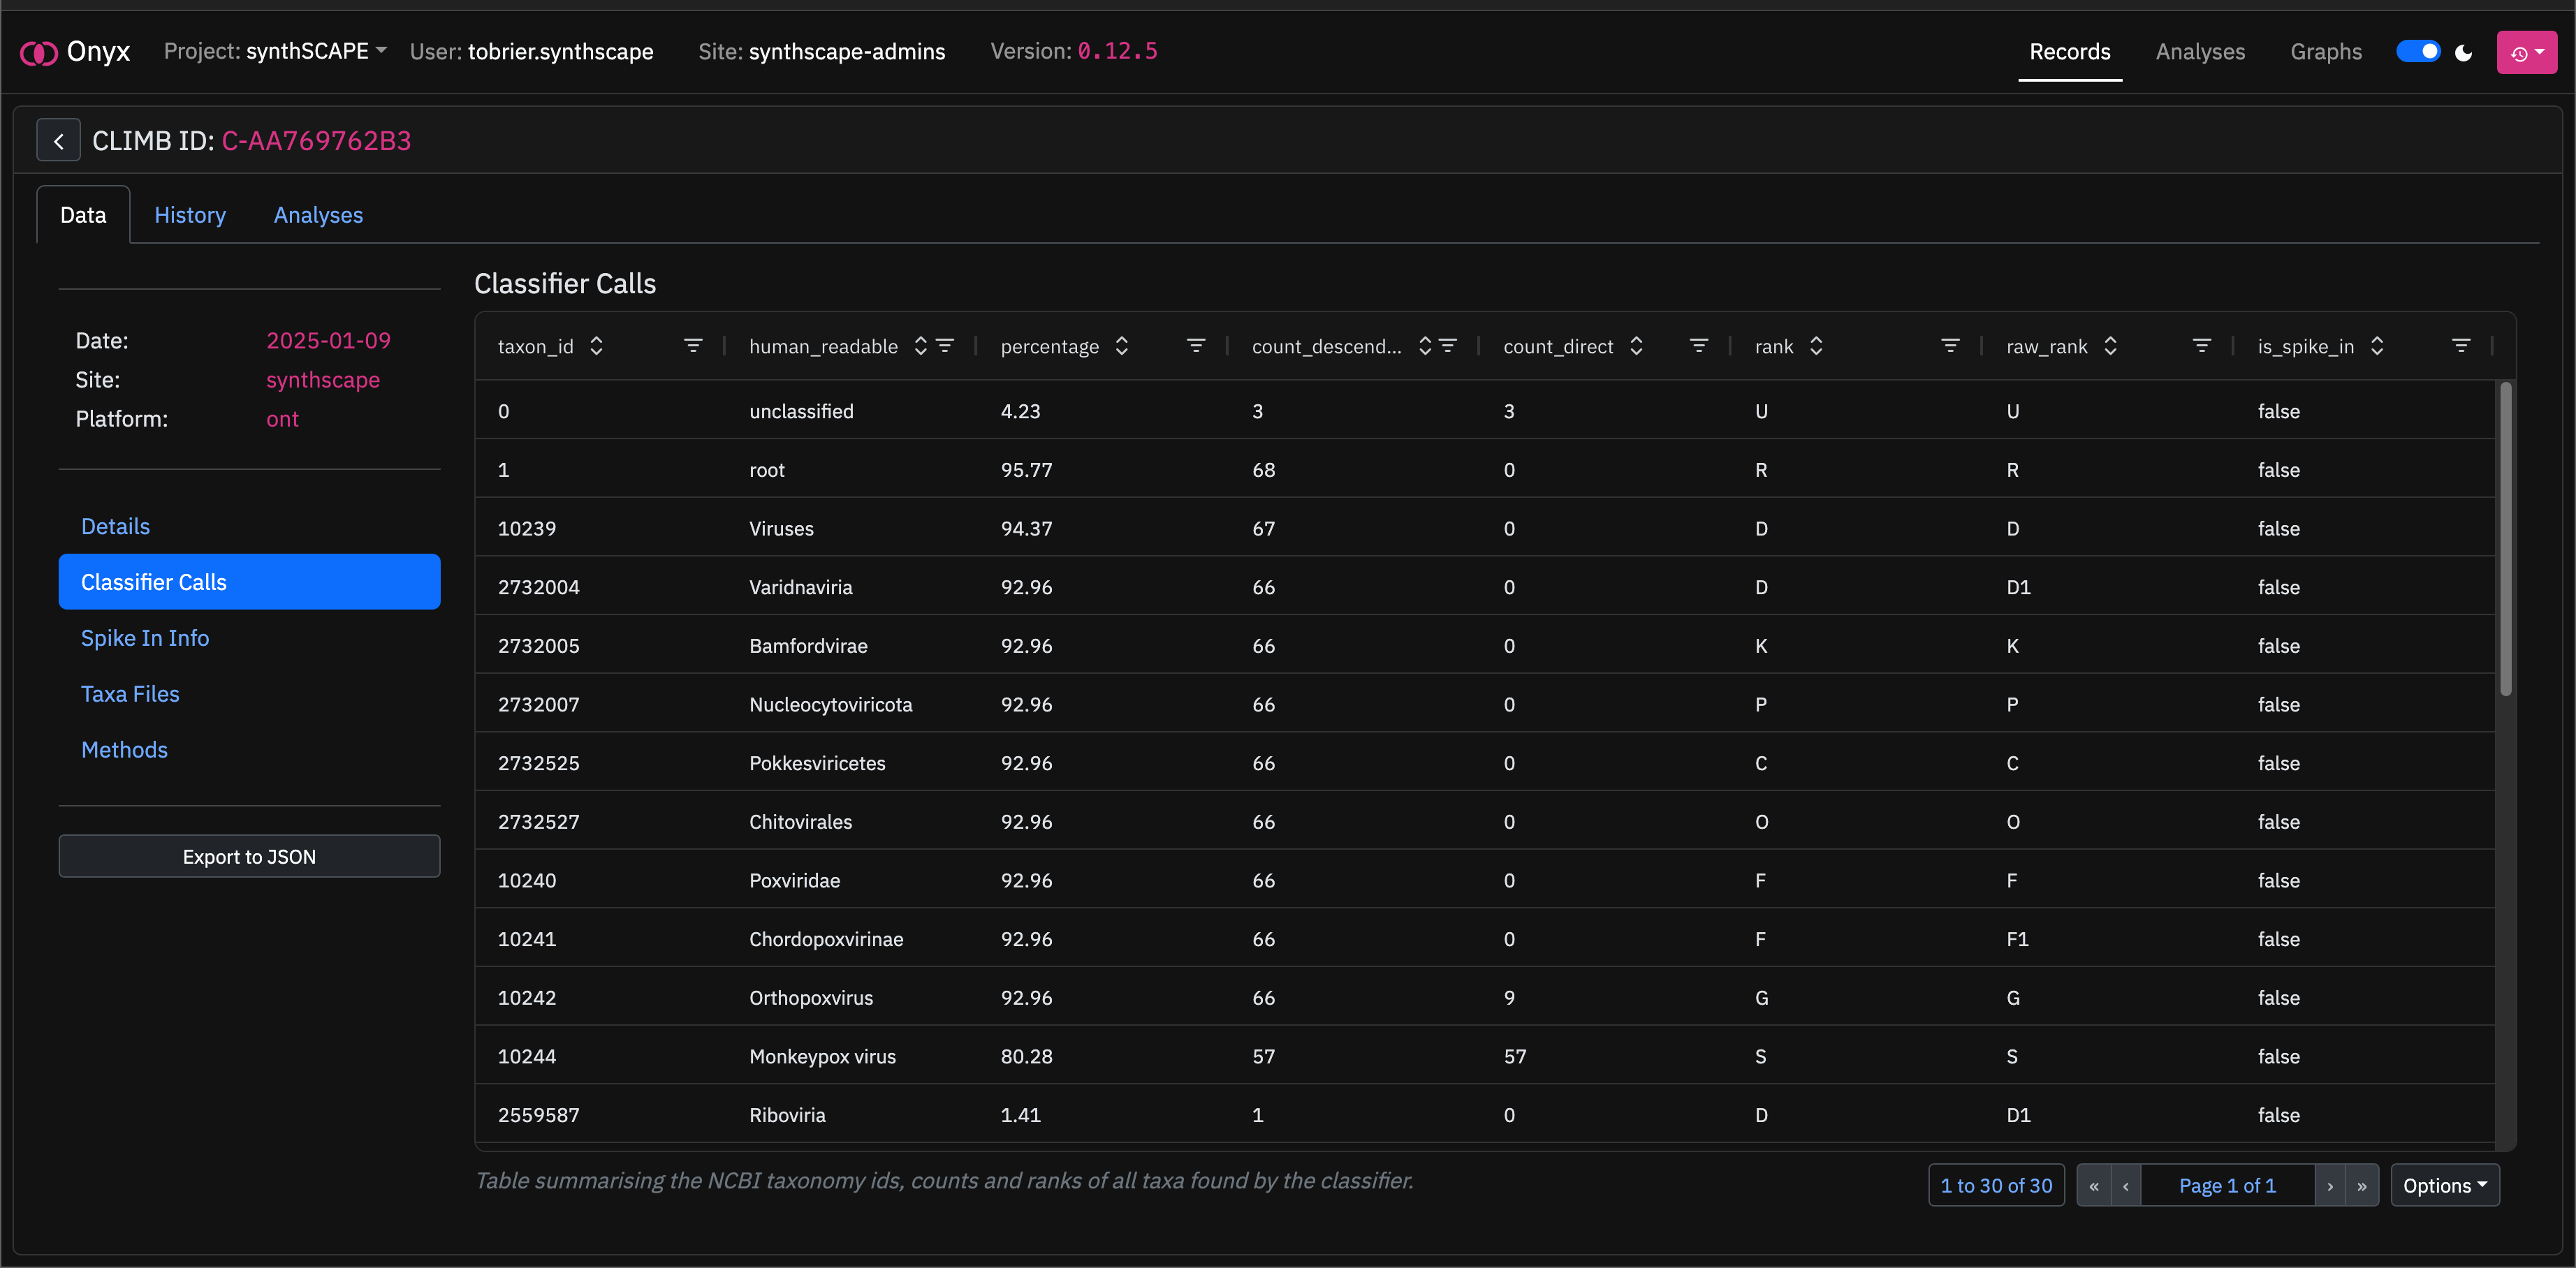 Onyx Project: synthSCAPE User: tobrier.synthscape Site: synthscape-admins Version: 0.12.5 Records Analyses Graphs
CLIMB ID: C-AA769762B3
Data History Analyses
Date: 2025-01-09
Site: synthscape
Platform: ont
Details
Classifier Calls
Spike In Info
Taxa Files
Methods
Export to JSON
Classifier Calls
taxon_id human_readable percentage count_descend... count_direct rank raw_rank is_spike_in
0 unclassified 4.23 3 3 U U false
1 root 95.77 68 0 R R false
10239 Viruses 94.37 67 0 D D false
2732004 Varidnaviria 92.96 66 0 D D1 false
2732005 Bamfordvirae 92.96 66 0 K K false
2732007 Nucleocytoviricota 92.96 66 0 P P false
2732525 Pokkesviricetes 92.96 66 0 C C false
2732527 Chitovirales 92.96 66 0 O O false
10240 Poxviridae 92.96 66 0 F F false
10241 Chordopoxvirinae 92.96 66 0 F F1 false
10242 Orthopoxvirus 92.96 66 9 G G false
10244 Monkeypox virus 80.28 57 57 S S false
2559587 Riboviria 1.41 1 0 D D1 false
Table summarising the NCBI taxonomy ids, counts and ranks of all taxa found by the classifier.
1 to 30 of 30 « ‹ Page 1 of 1 › » Options